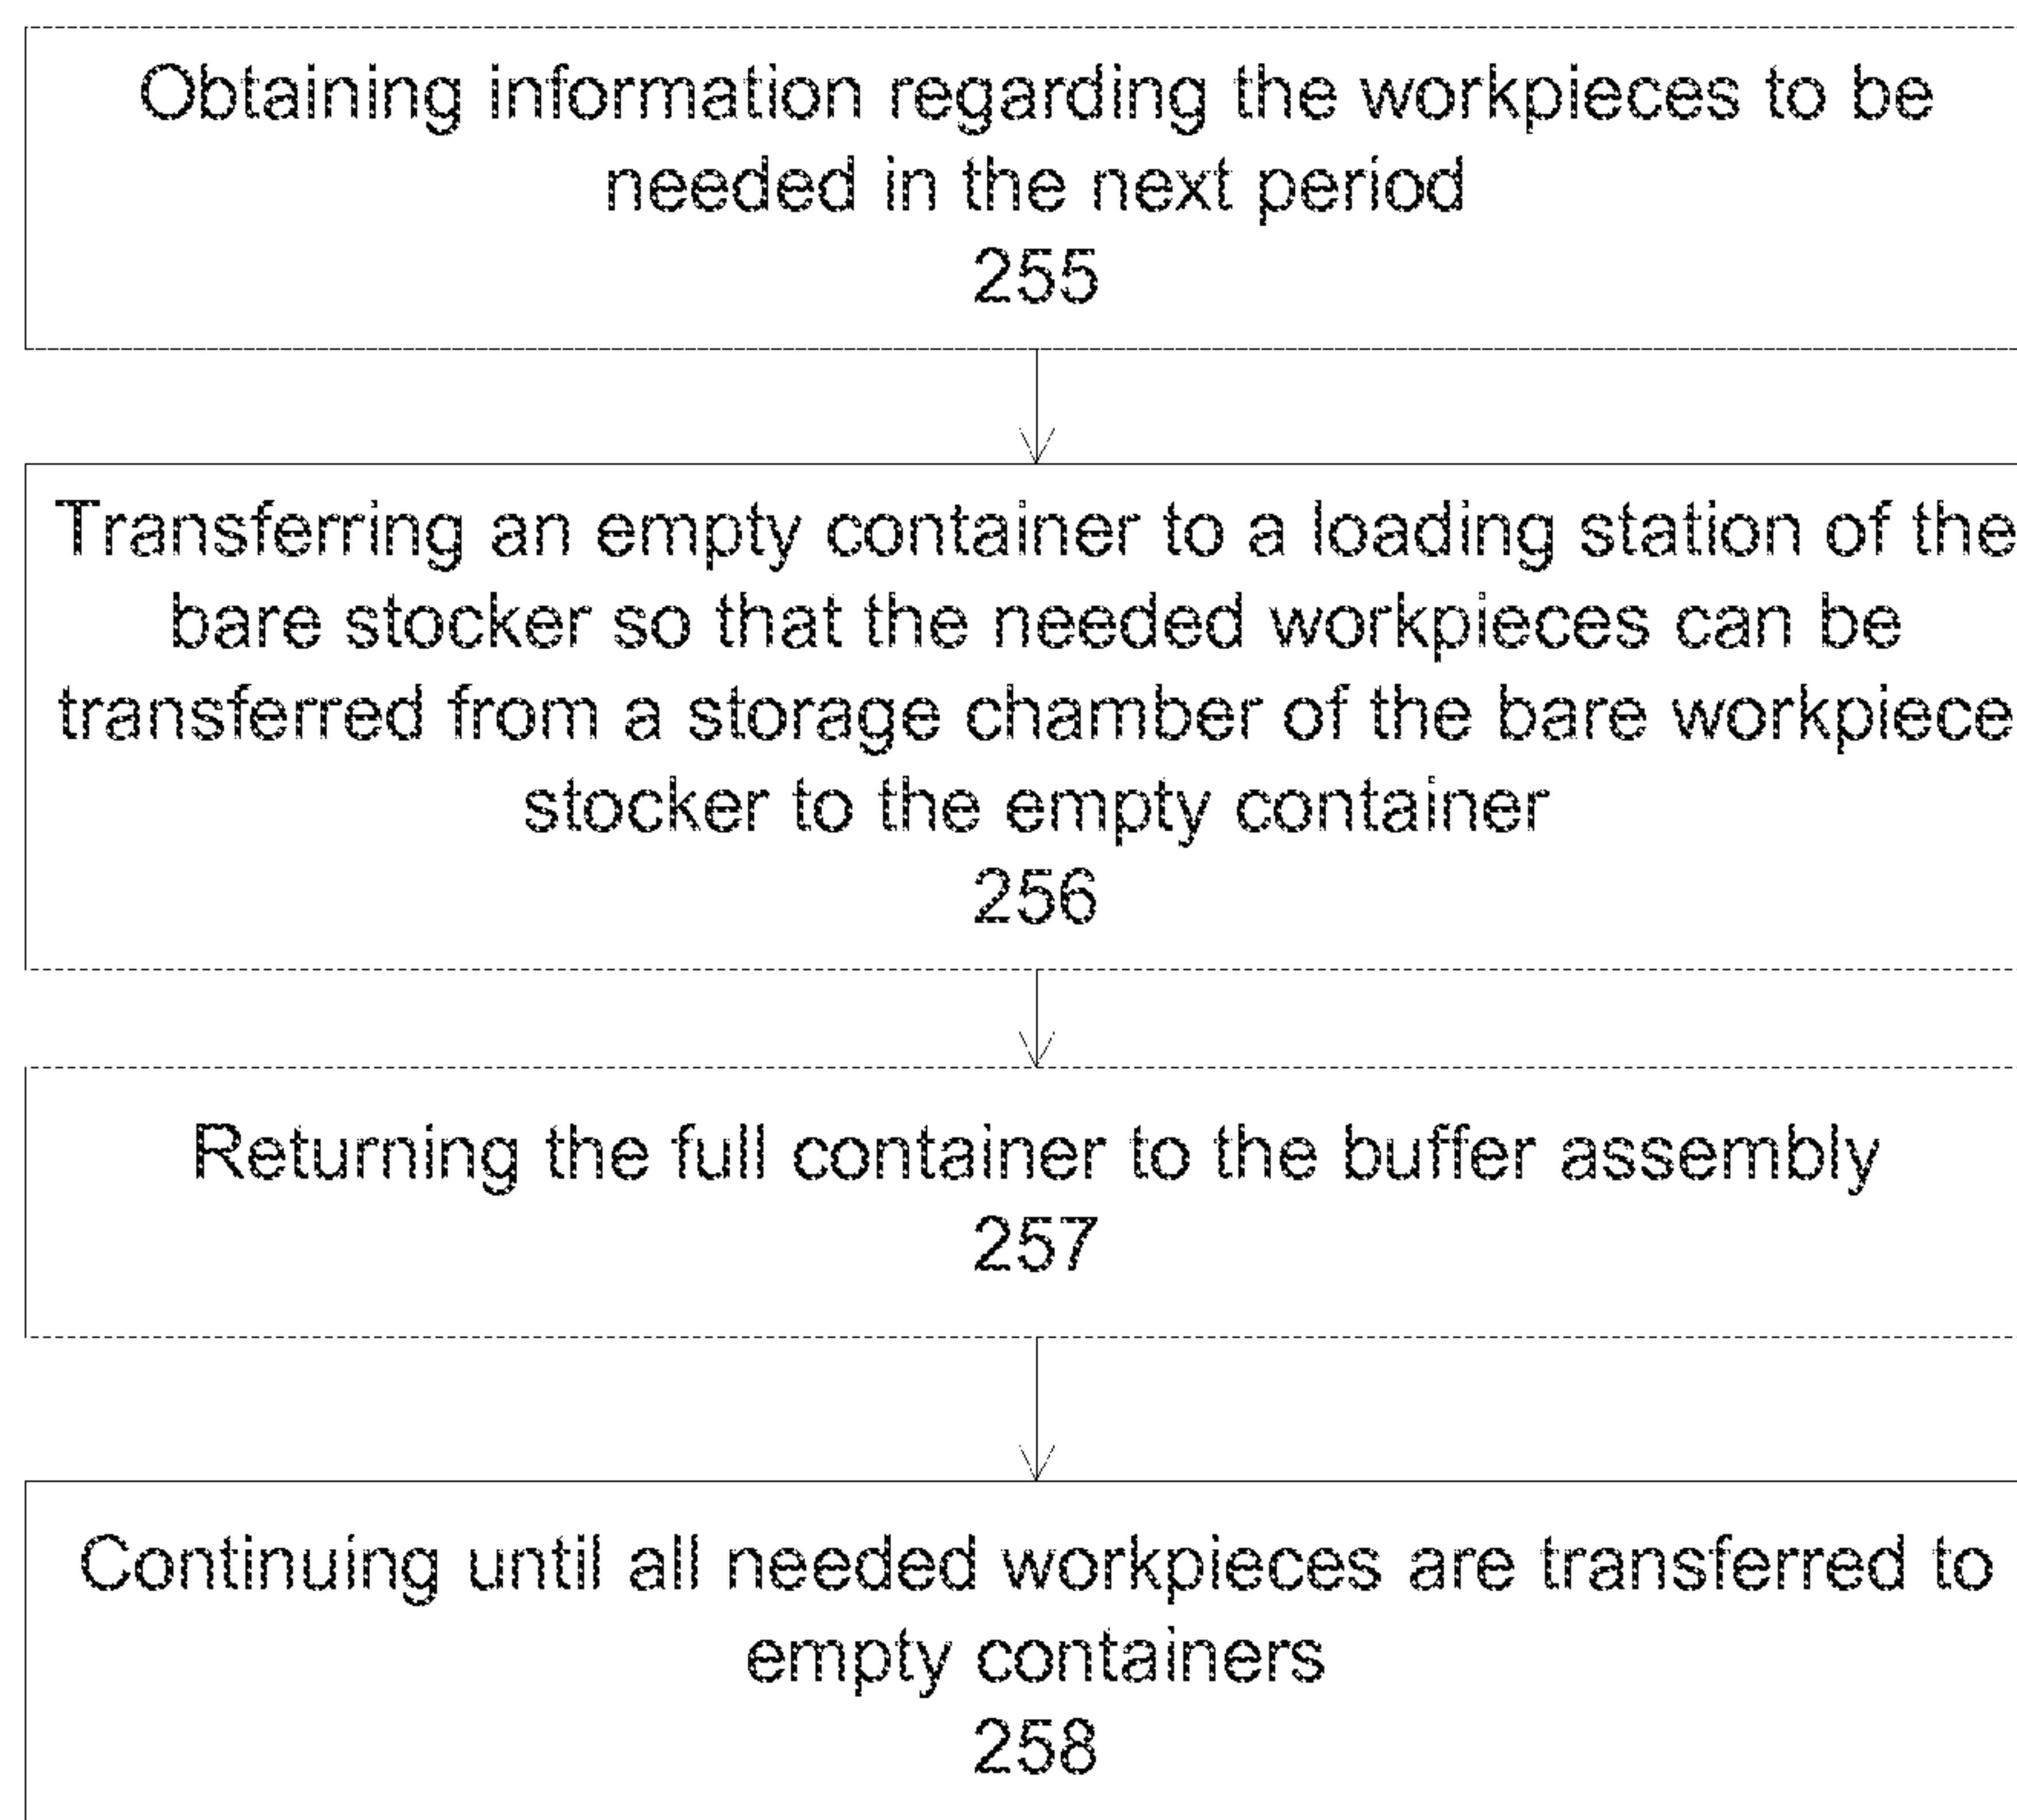 Obtaining information regarding the workpieces to be
needed in the next period
255
Transferring an empty container to a loading station of the
bare stocker so that the needed workpieces can be
transferred from a storage chamber of the bare workpiece
stocker to the empty container
256
Returning the full container to the buffer assembly
257
Continuing until all needed workpieces are transferred to
empty containers
258